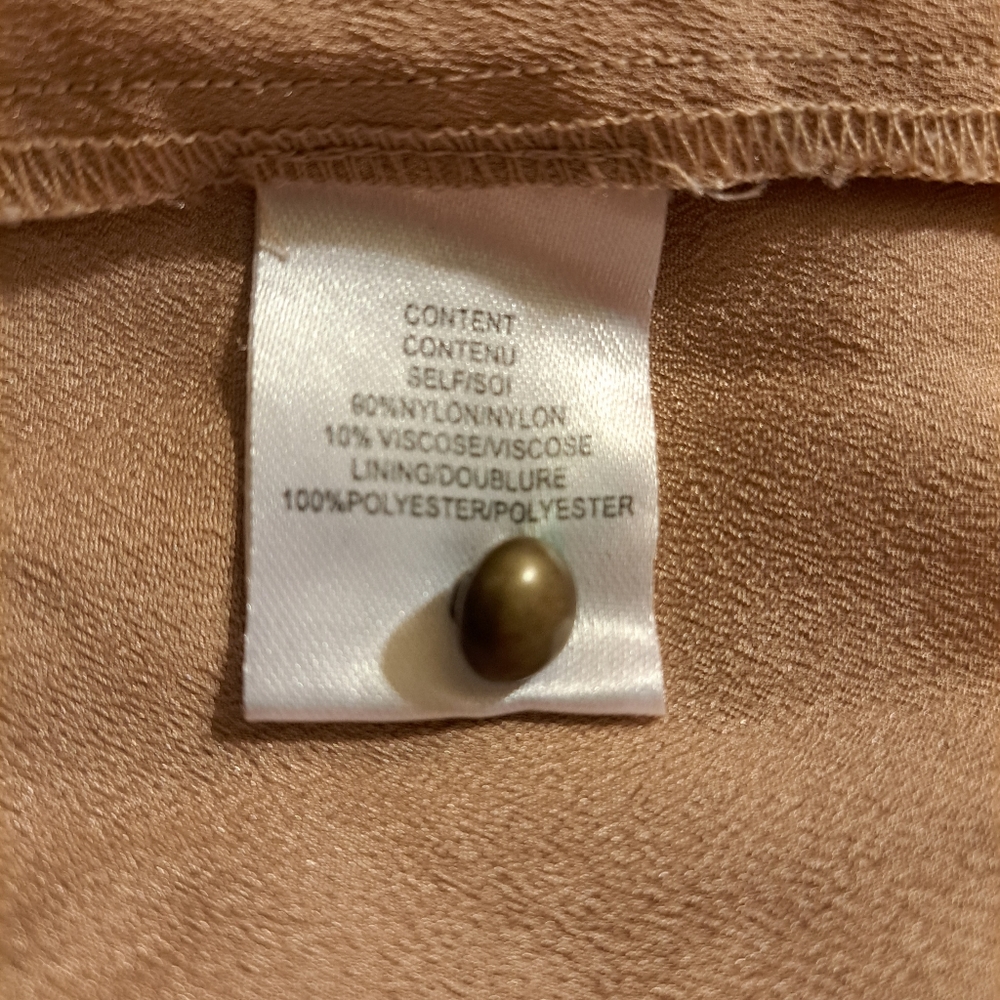 CONTENT
CONTENU
SELF/SOI
90%NYLON/NYLON
10% VISCOSE/VISCOSE
LINING/DOUBLURE
100%POLYESTER/POLYESTER